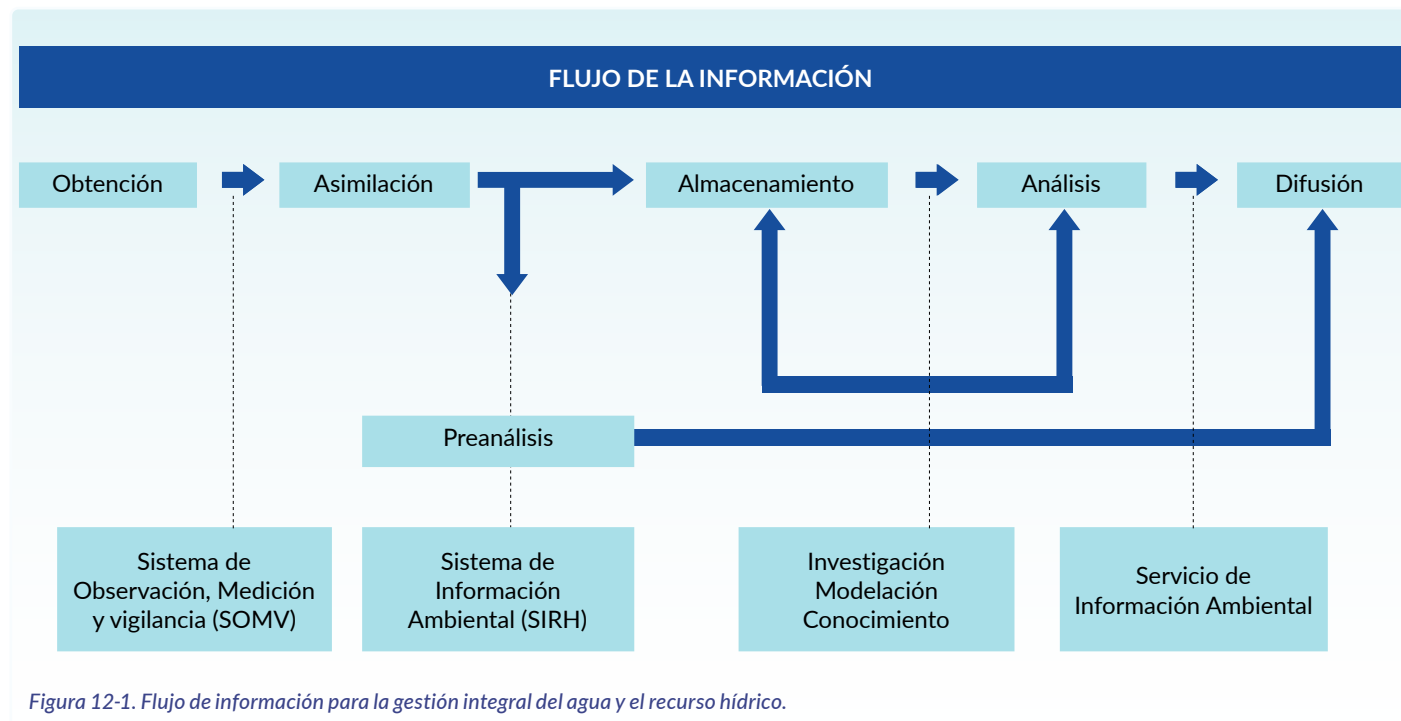 FLUJO DE LA INFORMACIÓN
Obtención
Asimilación
Almacenamiento
Análisis
Difusión
Preanálisis
Sistema de
Observación, Medición
y vigilancia (SOMV)
Sistema de
Información
Ambiental (SIRH)
Investigación
Modelación
Conocimiento
Servicio de
Información Ambiental
Figura 12-1. Flujo de información para la gestión integral del agua y el recurso hídrico.